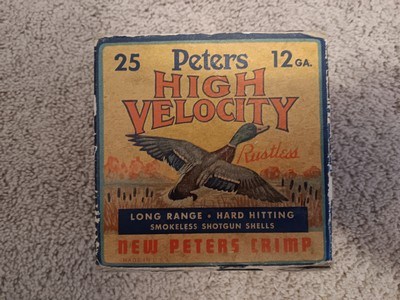 25 Peters 12 GA.
HIGH
VELOCITY
Rustless
LONG RANGE • HARD HITTING
SMOKELESS SHOTGUN SHELLS
NEW PETERS CRIMP